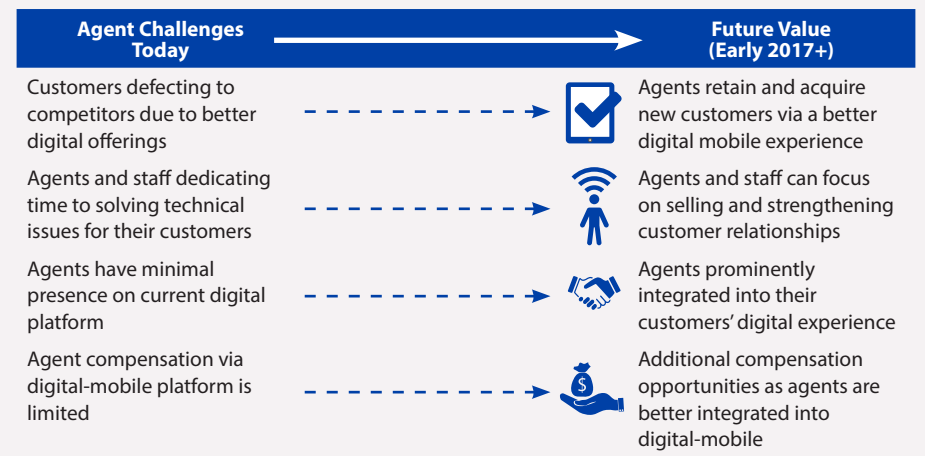 Agent Challenges
Today
Future Value
(Early 2017+)
Customers defecting to
competitors due to better
digital offerings
Agents retain and acquire
new customers via a better
digital mobile experience
Agents and staff dedicating
time to solving technical
issues for their customers
Agents and staff can focus
on selling and strengthening
customer relationships
Agents have minimal
presence on current digital
platform
Agents prominently
integrated into their
customers’ digital experience
Agent compensation via
digital-mobile platform is
limited
$
Additional compensation
opportunities as agents are
better integrated into
digital-mobile